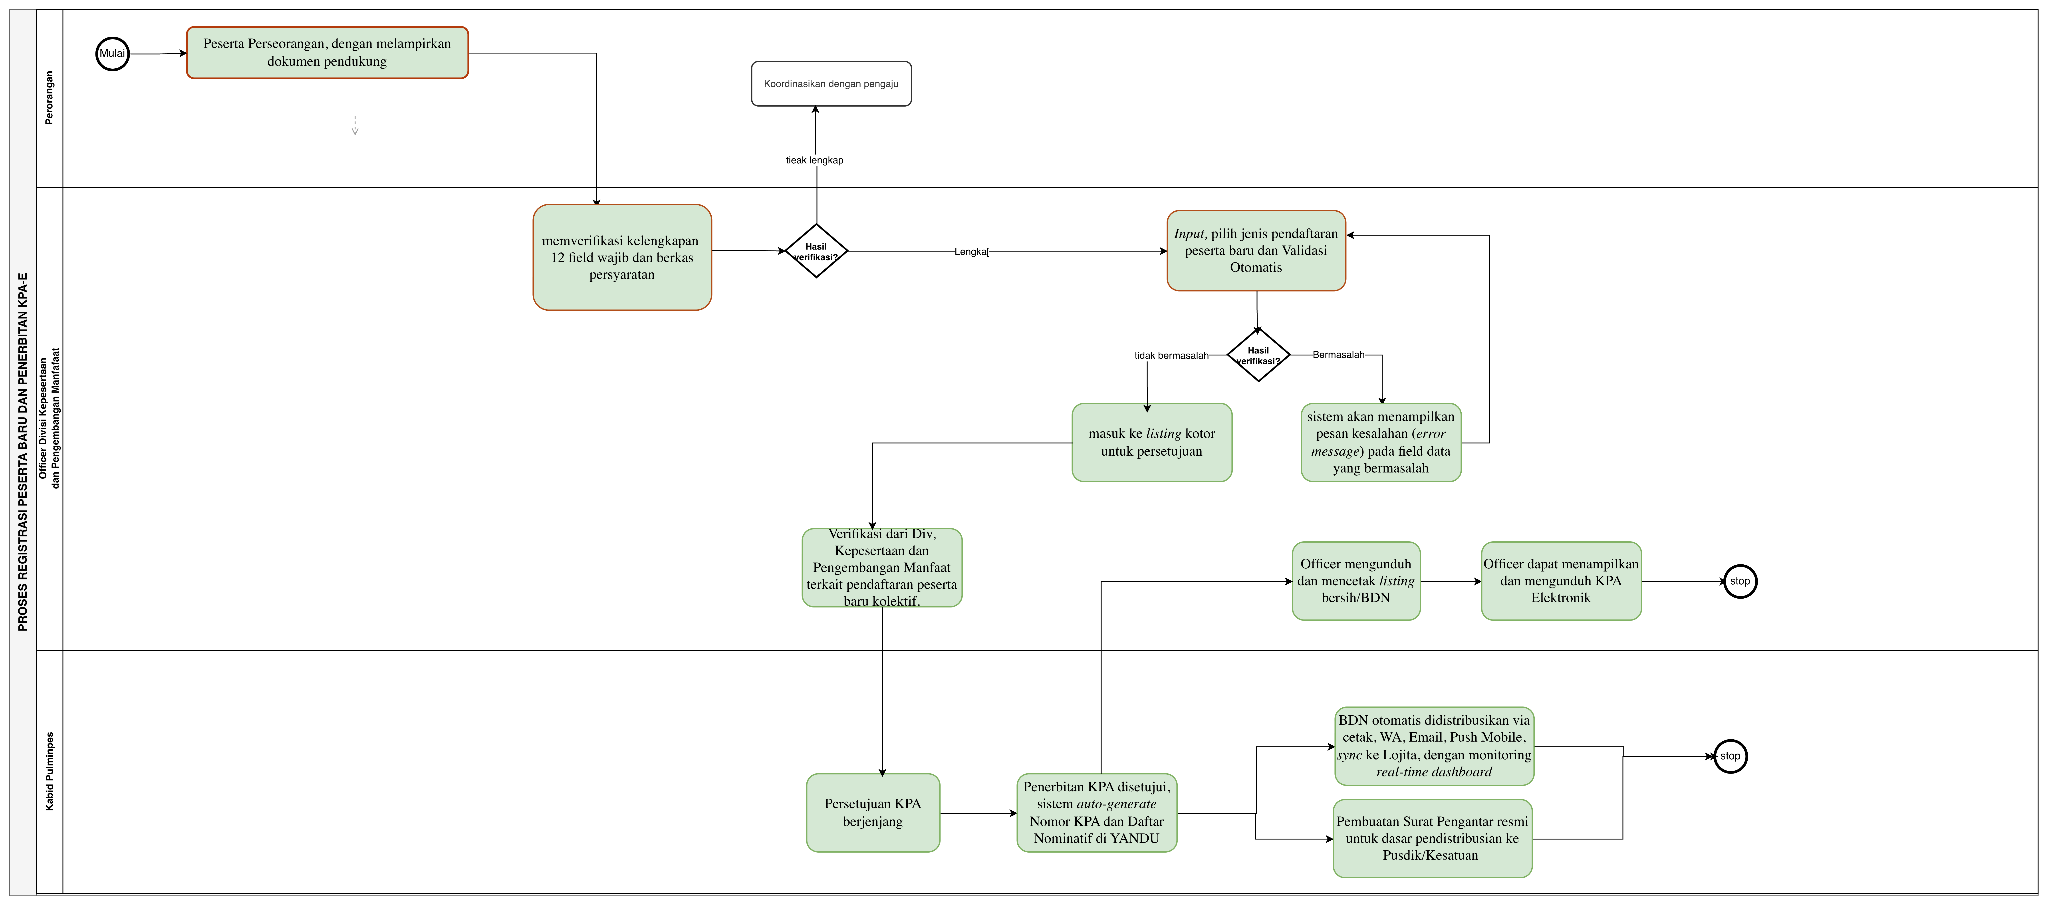 PROSES REGISTRASI PESERTA BARU DAN PENERBITAN KPA-E
Perorangan
Mulai
Peserta Perseorangan, dengan melampirkan
dokumen pendukung
Koordinasikan dengan pengaju
tieak lengkap
Officer Divisi Kepesertaan
dan Pengembangan Manfaaat
memverifikasi kelengkapan
12 field wajib dan berkas
persyaratan
Hasil
verifikasi?
Lengka[
Input, pilih jenis pendaftaran
peserta baru dan Validasi
Otomatis
Hasil
verifikasi?
tidak bermasalah
Bermasalah
masuk ke listing kotor
untuk persetujuan
sistem akan menampilkan
pesan kesalahan (error
message) pada field data
yang bermasalah
Verifikasi dari Div,
Kepesertaan dan
Pengembangan Manfaat
terkait pendaftaran peserta
baru kolektif.
Officer mengunduh
dan mencetak listing
bersih/BDN
Officer dapat menampilkan
dan mengunduh KPA
Elektronik
stop
Kabid Pulminpes
Persetujuan KPA
berjenjang
Penerbitan KPA disetujui,
sistem auto-generate
Nomor KPA dan Daftar
Nominatif di YANDU
BDN otomatis didistribusikan via
cetak, WA, Email, Push Mobile,
sync ke Lojita, dengan monitoring
real-time dashboard
Pembuatan Surat Pengantar resmi
untuk dasar pendistribusian ke
Pusdik/Kesatuan
stop